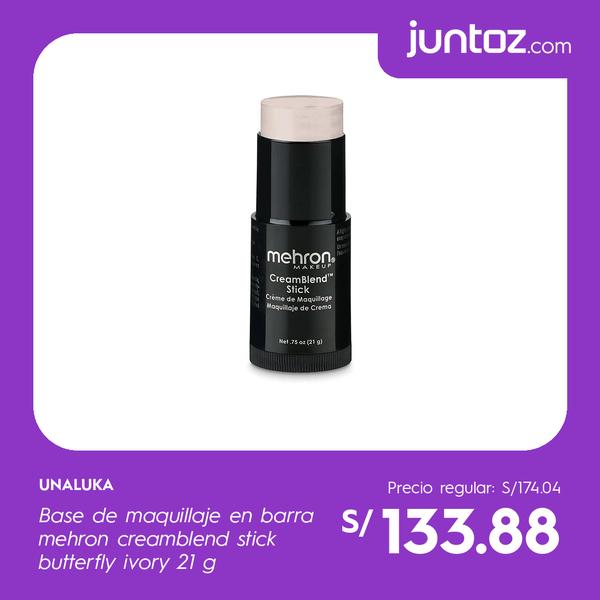 juntoz.com
mehron
MAKEUP
CreamBlend™
Stick
Crème de Maquillage
Maquillaje de Crema
Net .75 oz (21 g)
UNALUKA
Base de maquillaje en barra
mehron creamblend stick
butterfly ivory 21 g
Precio regular: S/174.04
S/133.88